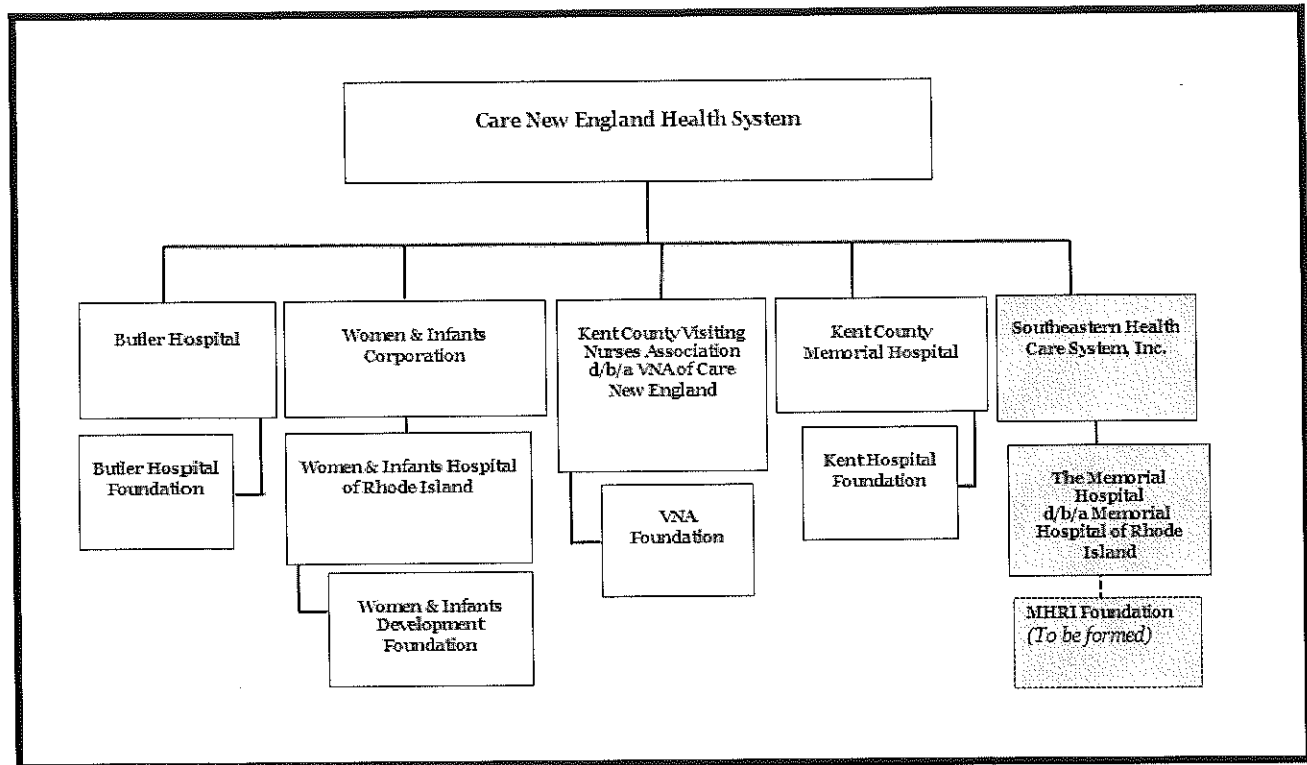 Care New England Health System
Butler Hospital
Women & Infants
Corporation
Kent County Visiting
Nurses Association
d/b/a VNA of Care
New England
Kent County
Memorial Hospital
Southeastern Health
Care System, Inc.
Butler Hospital
Foundation
Women & Infants Hospital
of Rhode Island
Women & Infants
Development
Foundation
VNA
Foundation
Kent Hospital
Foundation
The Memorial
Hospital
d/b/a Memorial
Hospital of Rhode
Island
MHRI Foundation
(To be formed)